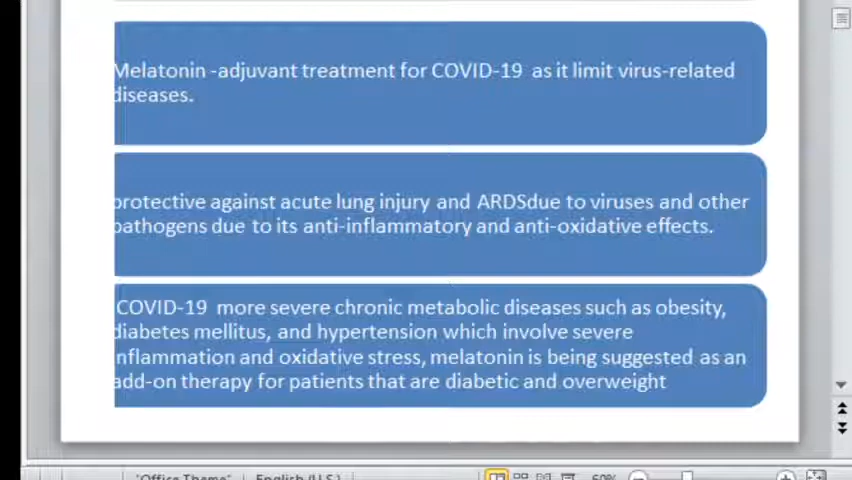 Melatonin -adjuvant treatment for COVID-19 as it limit virus-related
diseases.
protective against acute lung injury and ARDSdue to viruses and other
pathogens due to its anti-inflammatory and anti-oxidative effects.
COVID-19 more severe chronic metabolic diseases such as obesity,
diabetes mellitus, and hypertension which involve severe
inflammation and oxidative stress, melatonin is being suggested as an
add-on therapy for patients that are diabetic and overweight
"Office Theme" English (U.S.) 60%